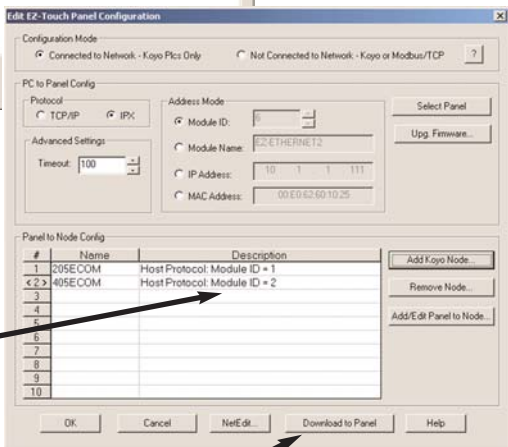 Edit EZ-Touch Panel Configuration
Configuration Mode
Connected to Network - Koyo Plcs Only
Not Connected to Network - Koyo or Modbus/TCP
?
PC to Panel Config
Protocol
TCP/IP
IPX
Advanced Settings
Timeout: 100
Address Mode
Module ID: 6
Module Name: EZ-ETHERNET2
IP Address: 10 . 1 . 1 . 111
MAC Address: 00:E0:62:60:10:25
Select Panel
Upg. Firmware...
Panel to Node Config
# Name Description
1 205ECOM Host Protocol: Module ID = 1
<2> 405ECOM Host Protocol: Module ID = 2
3
4
5
6
7
8
9
10
Add Koyo Node...
Remove Node...
Add/Edit Panel to Node...
OK Cancel NetEdit... Download to Panel Help